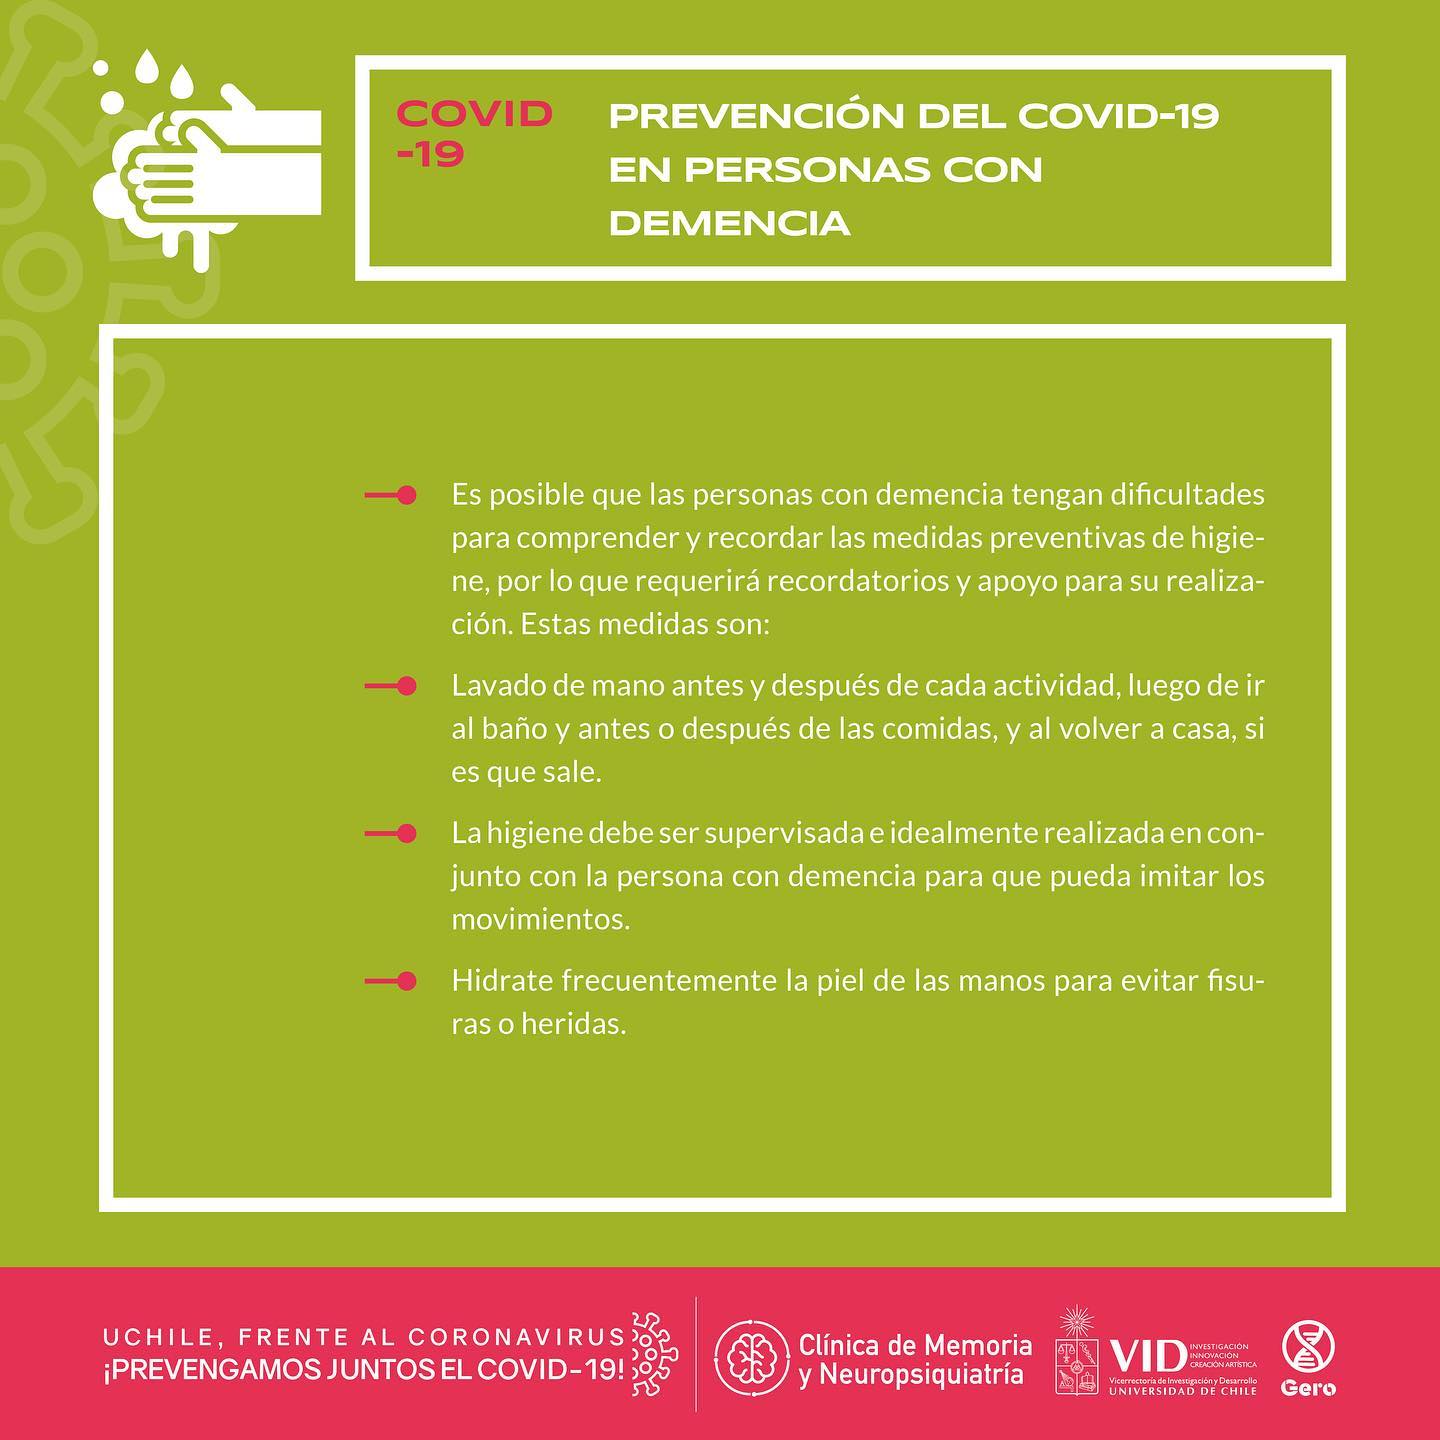 COVID
-19
PREVENCIÓN DEL COVID-19
EN PERSONAS CON
DEMENCIA
Es posible que las personas con demencia tengan dificultades
para comprender y recordar las medidas preventivas de higie-
ne, por lo que requerirá recordatorios y apoyo para su realiza-
ción. Estas medidas son:
Lavado de mano antes y después de cada actividad, luego de ir
al baño y antes o después de las comidas, y al volver a casa, si
es que sale.
La higiene debe ser supervisada e idealmente realizada en con-
junto con la persona con demencia para que pueda imitar los
movimientos.
Hidrate frecuentemente la piel de las manos para evitar fisu-
ras o heridas.
UCHILE, FRENTE AL CORONAVIRUS
¡PREVENGAMOS JUNTOS EL COVID-19!
Clínica de Memoria
y Neuropsiquiatría
VID
INVESTIGACIÓN
INNOVACIÓN
CREACIÓN ARTÍSTICA
Vicerrectoría de Investigación y Desarrollo
UNIVERSIDAD DE CHILE
Gero